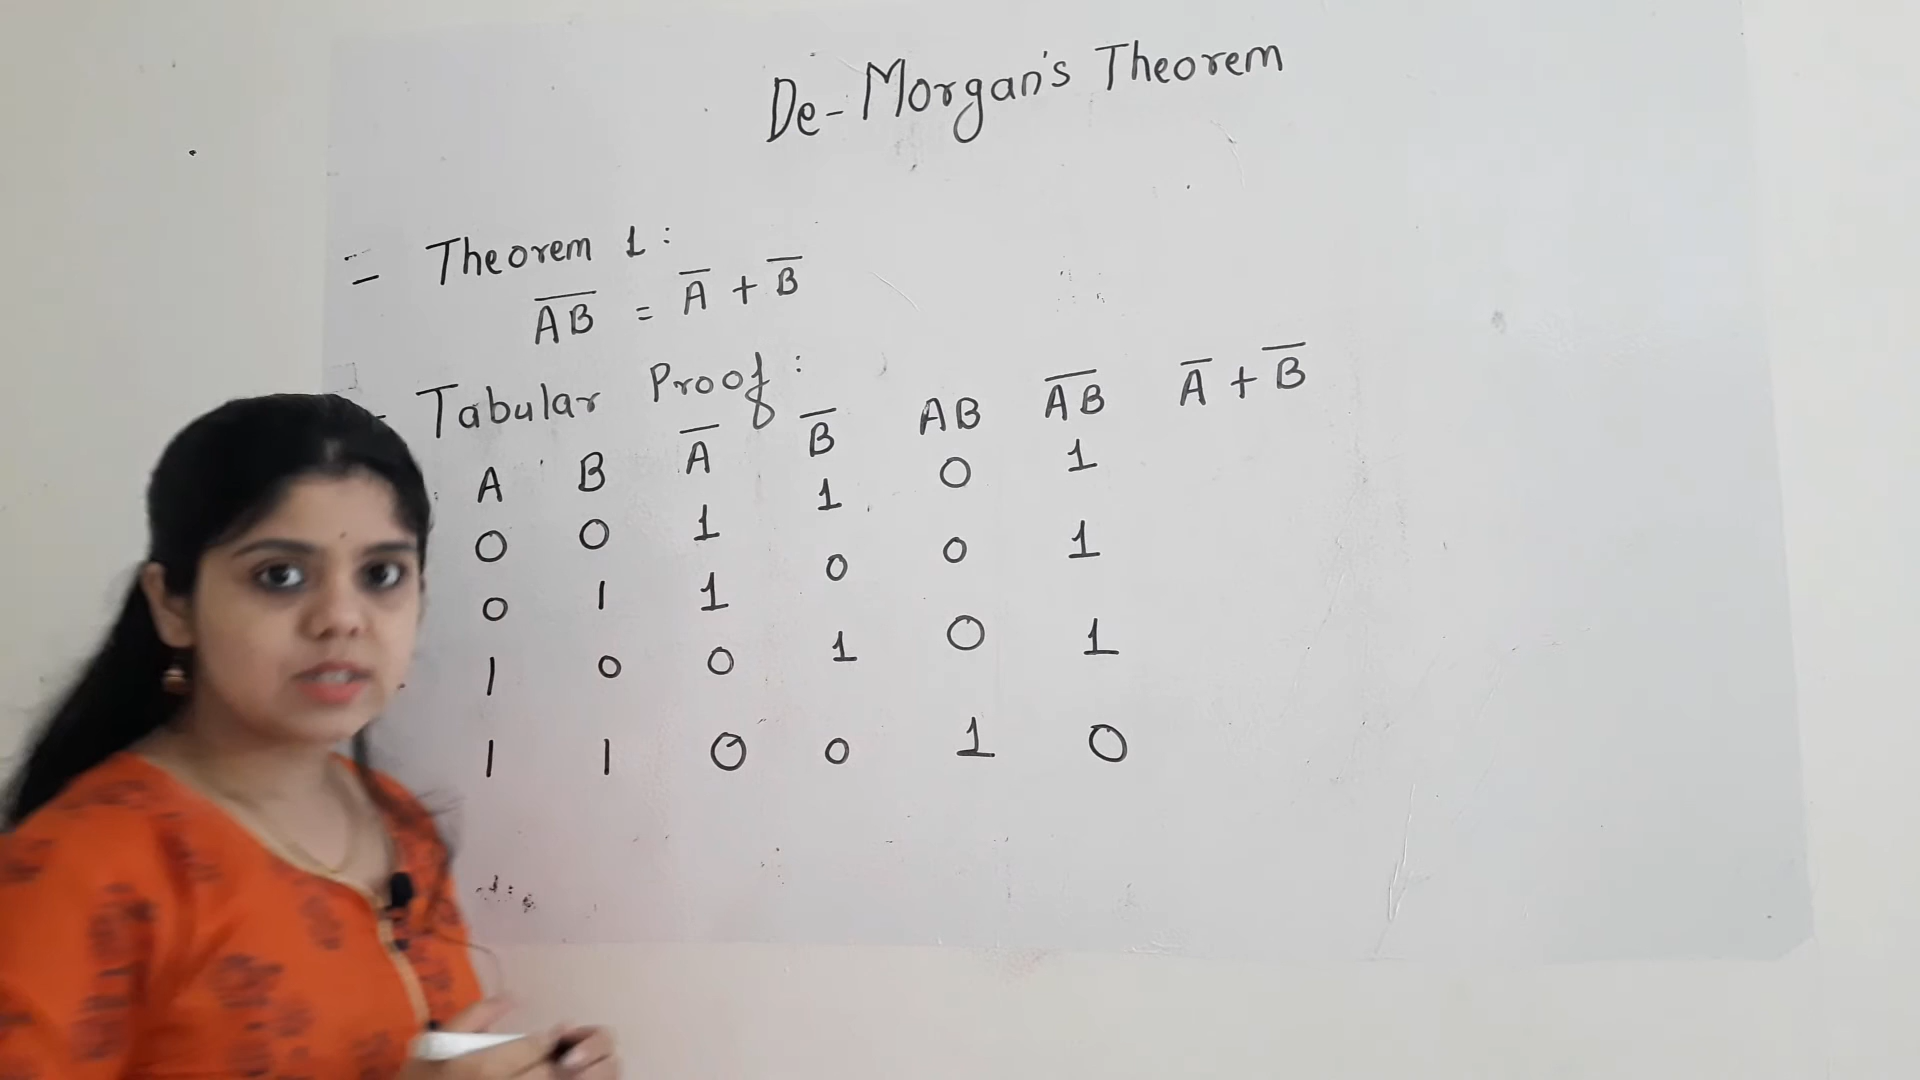 De-Morgan's Theorem
= Theorem 1:
A̅B̅ = A̅ + B̅
- Tabular Proof:
A B A̅ B̅ AB A̅B̅ A̅ + B̅
0 0 1 1 0 1
0 1 1 0 0 1
1 0 0 1 0 1
1 1 0 0 1 0